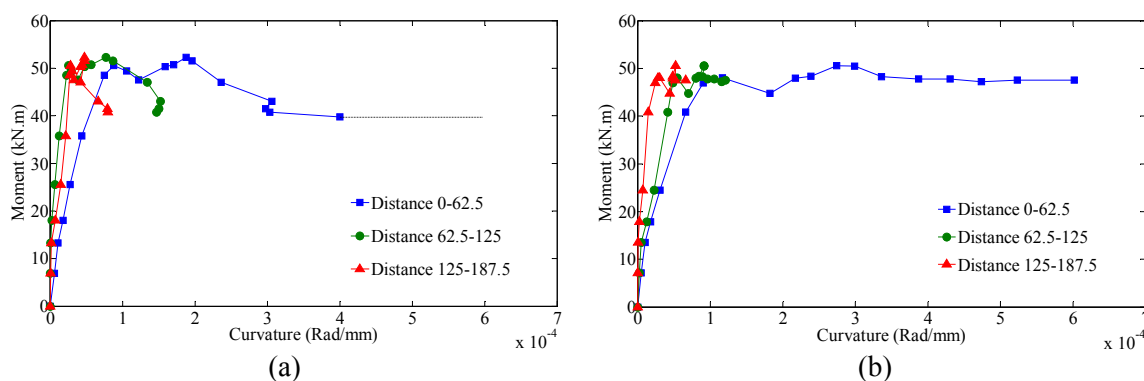 60
50
40
30
20
10
0
Moment (kN.m)
Distance 0-62.5
Distance 62.5-125
Distance 125-187.5
0 1 2 3 4 5 6 7
Curvature (Rad/mm)
x 10⁻⁴
(a)
60
50
40
30
20
10
0
Moment (kN.m)
Distance 0-62.5
Distance 62.5-125
Distance 125-187.5
0 1 2 3 4 5 6 7
Curvature (Rad/mm)
x 10⁻⁴
(b)